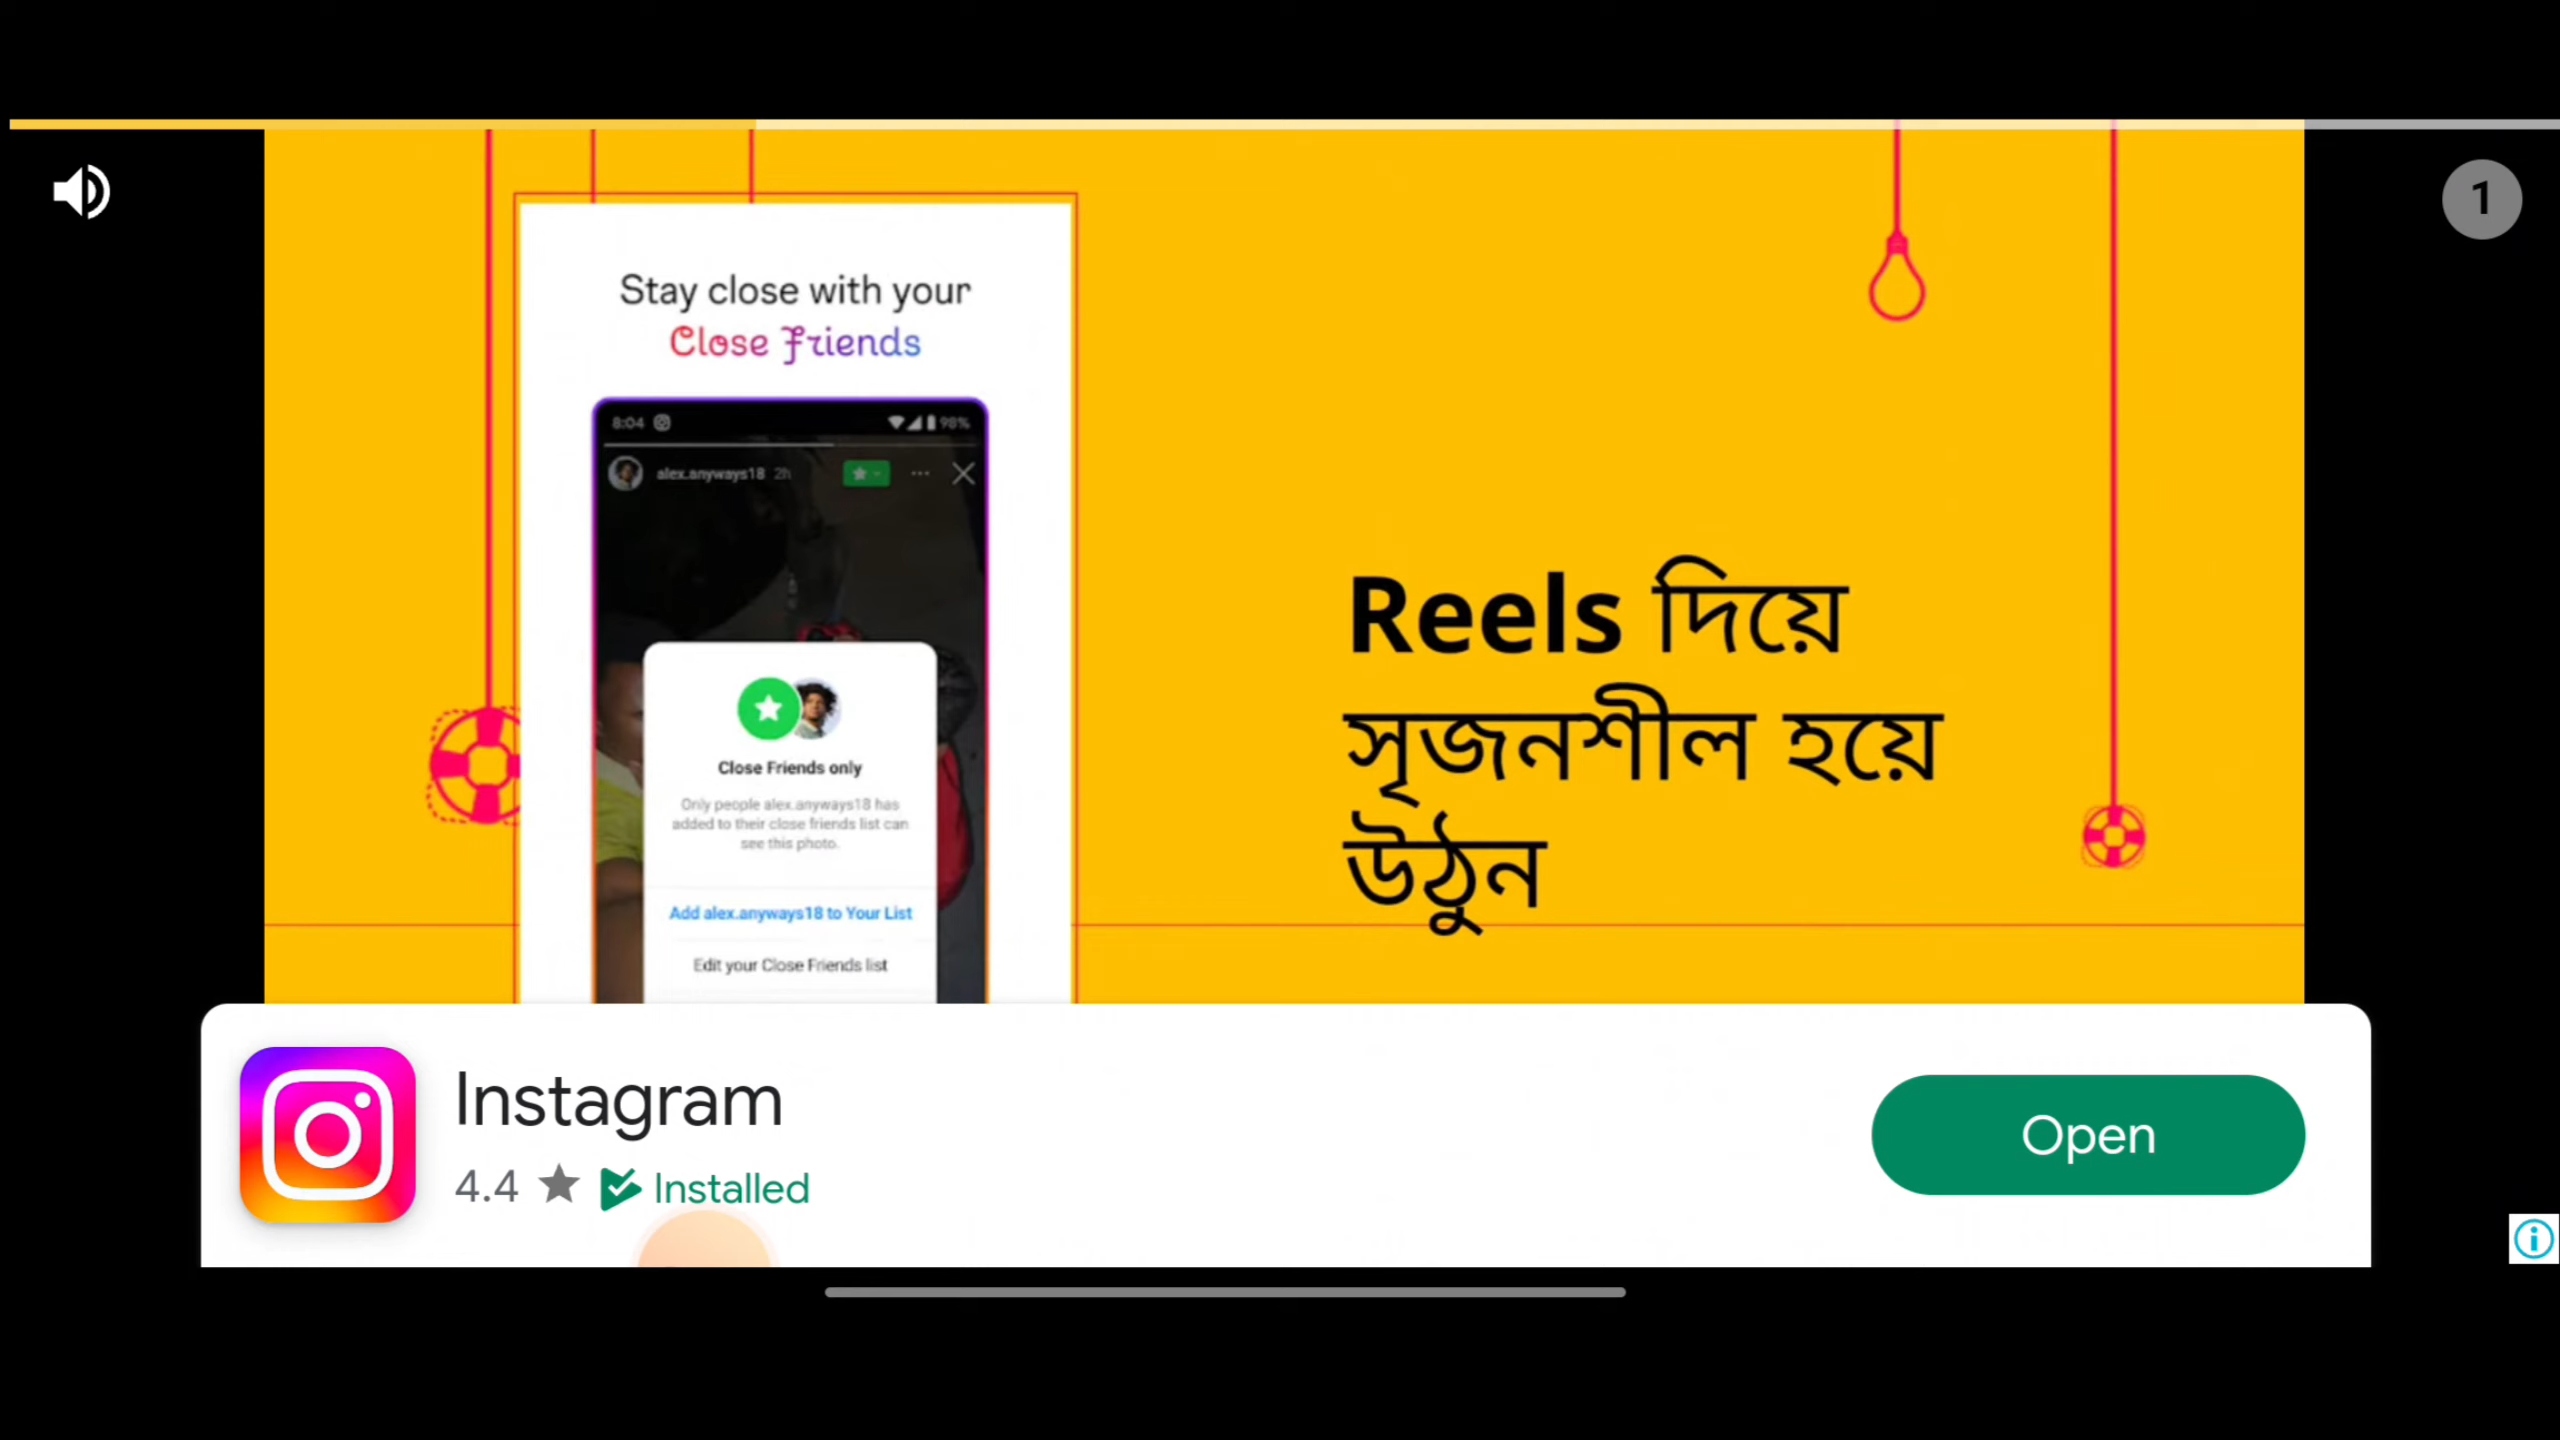 1
Stay close with your
Close Friends
8:04 98%
alex.anyways18 2h
Close Friends only
Only people alex.anyways18 has
added to their close friends list can
see this photo.
Add alex.anyways18 to Your List
Edit your Close Friends list
Reels দিয়ে
সৃজনশীল হয়ে
উঠুন
Instagram
4.4 ★ Installed
Open